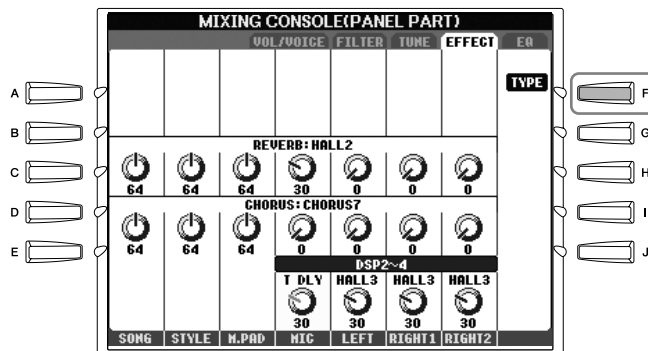 MIXING CONSOLE(PANEL PART)
VOL/VOICE FILTER TUNE EFFECT EQ
A F
TYPE
B G
REVERB:HALL2
C H
64 64 64 30 0 0 0
CHORUS:CHORUS7
D I
64 64 64 0 0 0 0
E J
DSP2~4
T DLY HALL3 HALL3 HALL3
30 30 30 30
SONG STYLE M.PAD MIC LEFT RIGHT1 RIGHT2